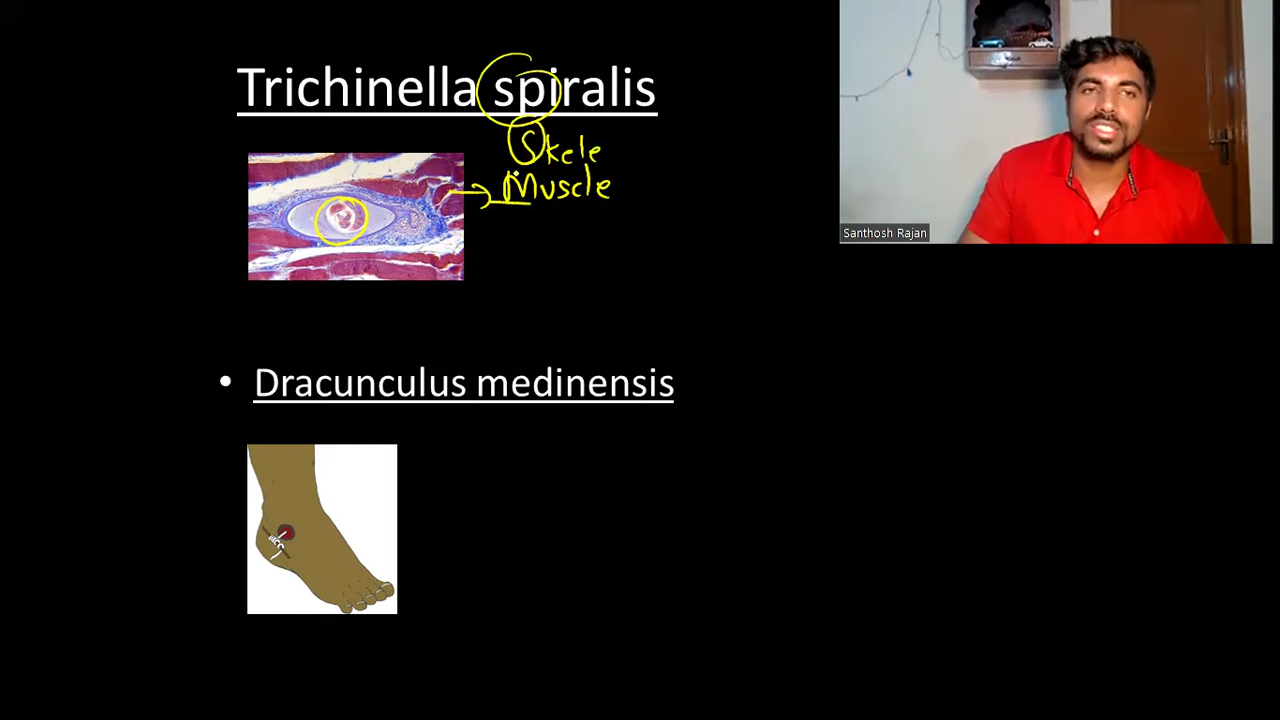 Trichinella spiralis
Skele
Muscle
Santhosh Rajan
• Dracunculus medinensis